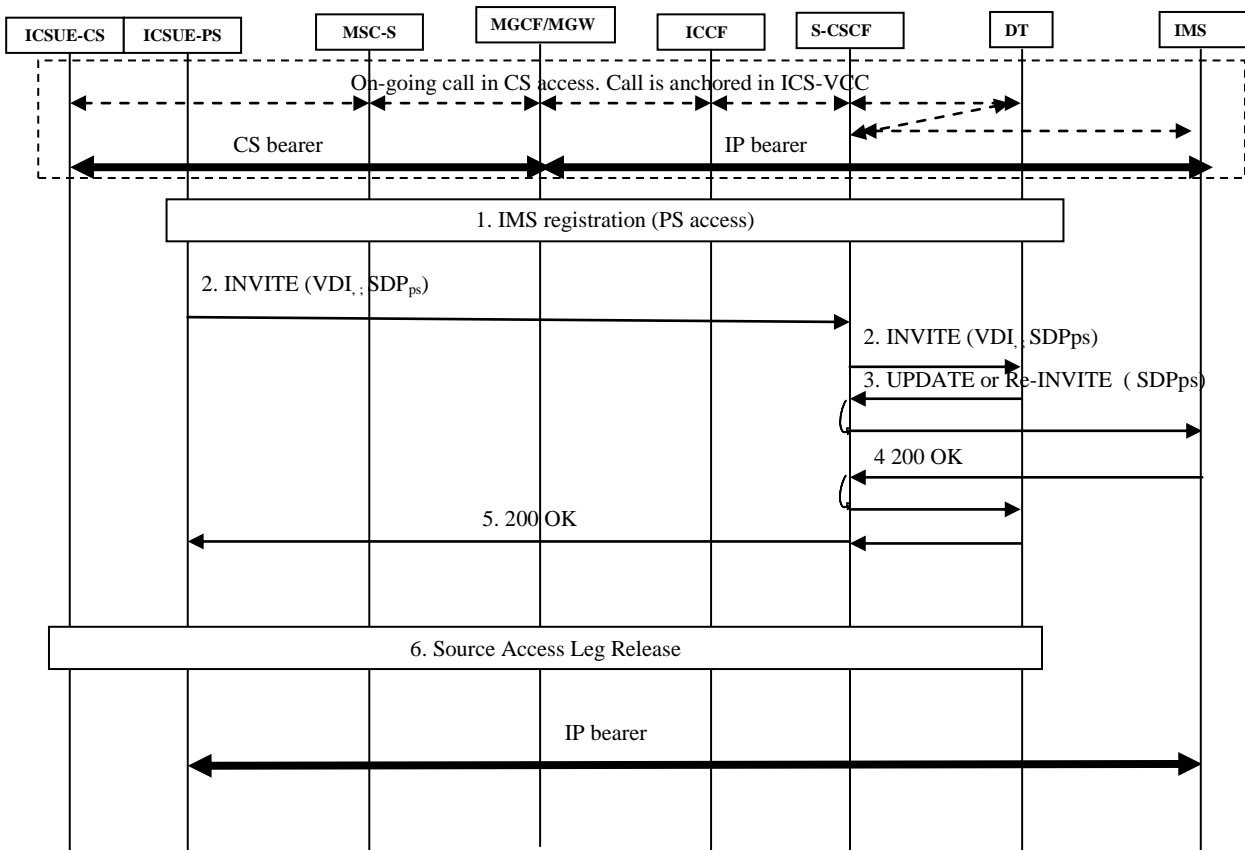 ICSUE-CS ICSUE-PS MSC-S MGCF/MGW ICCF S-CSCF DT IMS
On-going call in CS access. Call is anchored in ICS-VCC
CS bearer IP bearer
1. IMS registration (PS access)
2. INVITE (VDI, ; SDPps)
2. INVITE (VDI, ; SDPps)
3. UPDATE or Re-INVITE ( SDPps)
4 200 OK
5. 200 OK
6. Source Access Leg Release
IP bearer